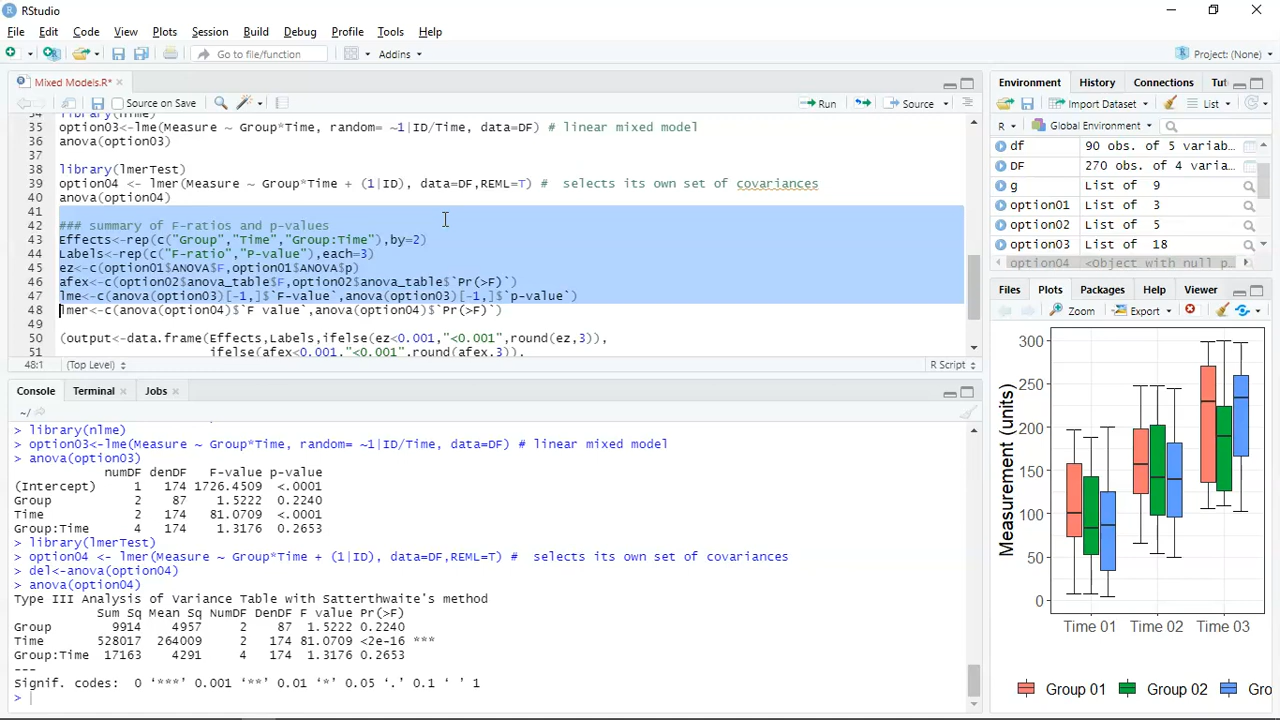 RStudio
File Edit Code View Plots Session Build Debug Profile Tools Help
Go to file/function Addins Project: (None)
Mixed Models.R*
Source on Save Run Source
35 option03<-lme(Measure ~ Group*Time, random= ~1|ID/Time, data=DF) # linear mixed model
36 anova(option03)
37
38 library(lmerTest)
39 option04 <- lmer(Measure ~ Group*Time + (1|ID), data=DF,REML=T) #  selects its own set of covariances
40 anova(option04)
41
42 ### summary of F-ratios and p-values
43 Effects<-rep(c("Group","Time","Group:Time"),by=2)
44 Labels<-rep(c("F-ratio","P-value"),each=3)
45 ez<-c(option01$ANOVA$F,option01$ANOVA$p)
46 afex<-c(option02$anova_table$F,option02$anova_table$`Pr(>F)`)
47 lme<-c(anova(option03)[-1,]$`F-value`,anova(option03)[-1,]$`p-value`)
48 lmer<-c(anova(option04)$`F value`,anova(option04)$`Pr(>F)`)
49
50 (output<-data.frame(Effects,Labels,ifelse(ez<0.001,"<0.001",round(ez,3)),
51 ifelse(afex<0.001,"<0.001",round(afex,3)),
48:1 (Top Level) R Script
Console Terminal Jobs
~/
> library(nlme)
> option03<-lme(Measure ~ Group*Time, random= ~1|ID/Time, data=DF) # linear mixed model
> anova(option03)
numDF denDF F-value p-value
(Intercept) 1 174 1726.4509 <.0001
Group 2 87 1.5222 0.2240
Time 2 174 81.0709 <.0001
Group:Time 4 174 1.3176 0.2653
> library(lmerTest)
> option04 <- lmer(Measure ~ Group*Time + (1|ID), data=DF,REML=T) #  selects its own set of covariances
> del<-anova(option04)
> anova(option04)
Type III Analysis of Variance Table with Satterthwaite's method
Sum Sq Mean Sq NumDF DenDF F value Pr(>F)
Group 9914 4957 2 87 1.5222 0.2240
Time 528017 264009 2 174 81.0709 <2e-16 ***
Group:Time 17163 4291 4 174 1.3176 0.2653
---
Signif. codes: 0 ‘***’ 0.001 ‘**’ 0.01 ‘*’ 0.05 ‘.’ 0.1 ‘ ’ 1
>
Environment History Connections Tut
Import Dataset List
R Global Environment
df 90 obs. of 5 variab…
DF 270 obs. of 4 varia…
g List of 9
option01 List of 3
option02 List of 5
option03 List of 18
option04 <Object with null p…
Files Plots Packages Help Viewer
Zoom Export
Measurement (units)
300
250
200
150
100
50
0
Time 01 Time 02 Time 03
Group 01 Group 02 Gro